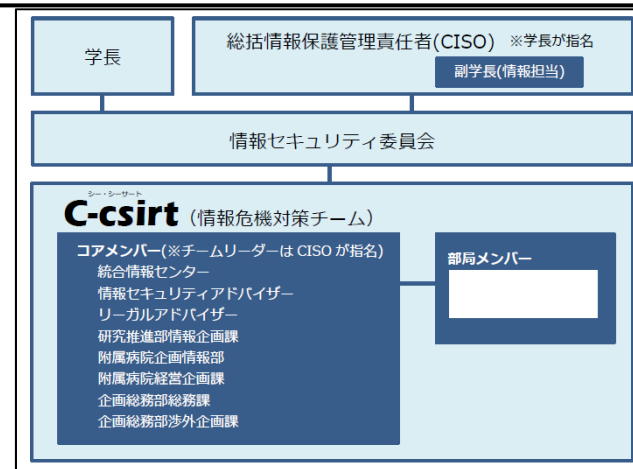 学長
総括情報保護管理責任者(CISO) ※学長が指名
副学長(情報担当)
情報セキュリティ委員会
シー・シーサート
C-csirt（情報危機対策チーム）
コアメンバー(※チームリーダーは CISO が指名)
統合情報センター
情報セキュリティアドバイザー
リーガルアドバイザー
研究推進部情報企画課
附属病院企画情報部
附属病院経営企画課
企画総務部総務課
企画総務部渉外企画課
部局メンバー